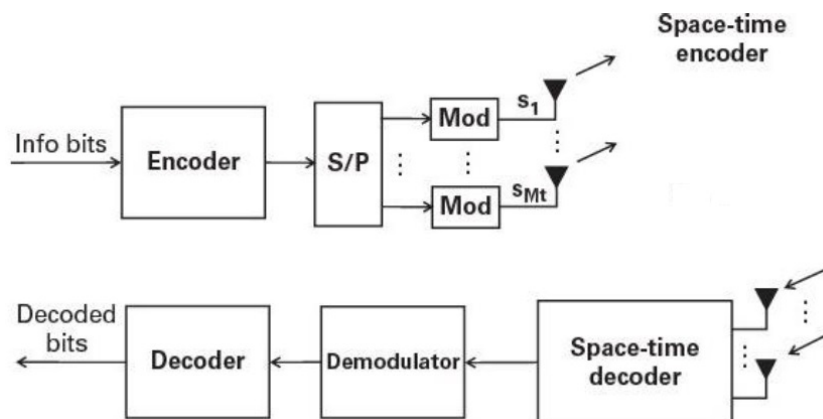 Space-time
encoder
Info bits
Encoder
S/P
Mod
s1
Mod
sMt
Decoded
bits
Decoder
Demodulator
Space-time
decoder